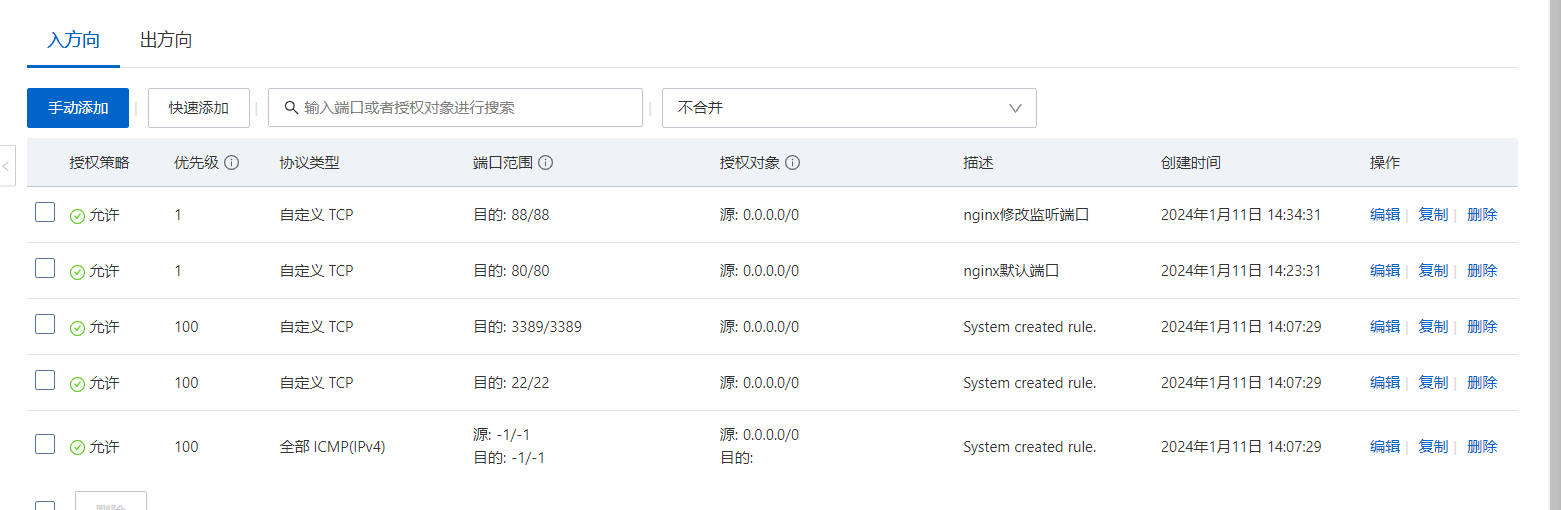 入方向 出方向
手动添加 快速添加 输入端口或者授权对象进行搜索 不合并
授权策略 优先级 协议类型 端口范围 授权对象 描述 创建时间 操作
允许 1 自定义 TCP 目的: 88/88 源: 0.0.0.0/0 nginx修改监听端口 2024年1月11日 14:34:31 编辑 复制 删除
允许 1 自定义 TCP 目的: 80/80 源: 0.0.0.0/0 nginx默认端口 2024年1月11日 14:23:31 编辑 复制 删除
允许 100 自定义 TCP 目的: 3389/3389 源: 0.0.0.0/0 System created rule. 2024年1月11日 14:07:29 编辑 复制 删除
允许 100 自定义 TCP 目的: 22/22 源: 0.0.0.0/0 System created rule. 2024年1月11日 14:07:29 编辑 复制 删除
源: -1/-1 源: 0.0.0.0/0
允许 100 全部 ICMP(IPv4) System created rule. 2024年1月11日 14:07:29 编辑 复制 删除
目的: -1/-1 目的: